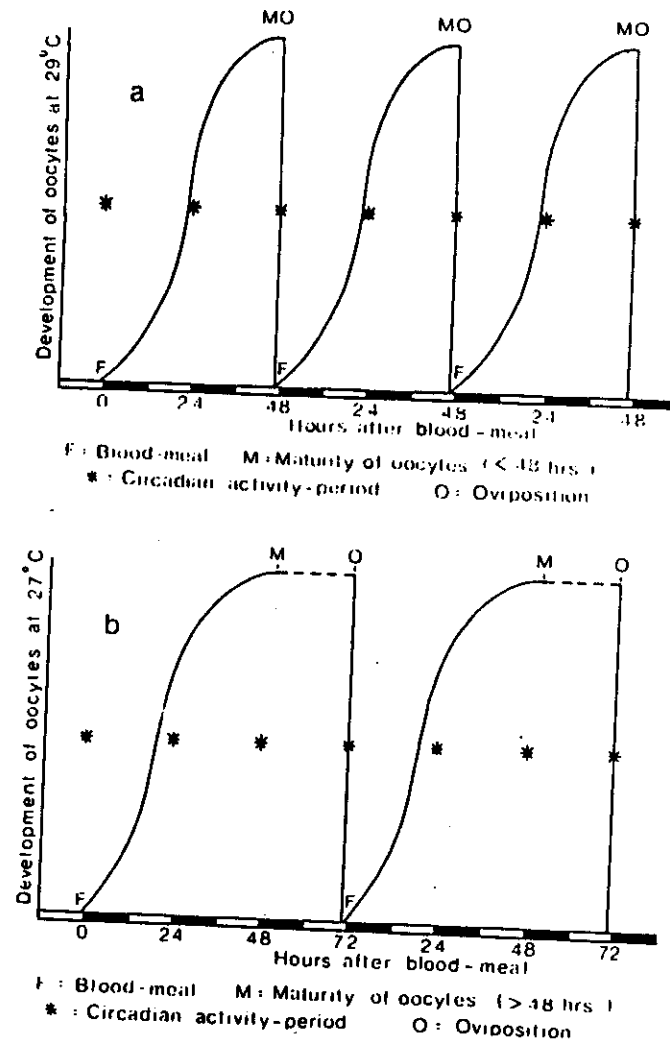 MO MO MO
a
Development of oocytes at 29°C
* * * * * * *
F F F
0 24 48 24 48 24 48
Hours after blood-meal
F : Blood-meal M : Maturity of oocytes (< 48 hrs )
* : Circadian activity-period O : Oviposition
M O M O
b
Development of oocytes at 27°C
* * * * * * *
F F
0 24 48 72 24 48 72
Hours after blood-meal
F : Blood-meal M : Maturity of oocytes (> 48 hrs )
* : Circadian activity-period O : Oviposition